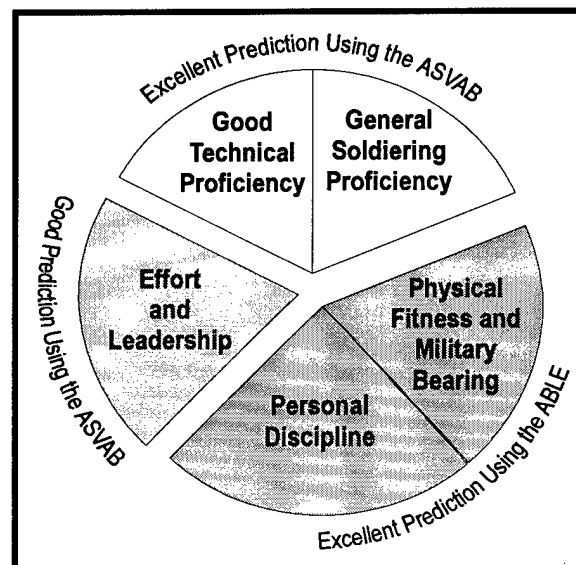 Excellent Prediction Using the ASVAB
Good
Technical
Proficiency
General
Soldiering
Proficiency
Good Prediction Using the ASVAB
Effort
and
Leadership
Physical
Fitness and
Military
Bearing
Personal
Discipline
Excellent Prediction Using the ABLE